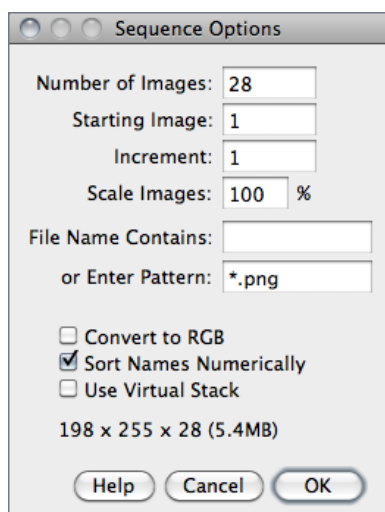 Sequence Options
Number of Images: 28
Starting Image: 1
Increment: 1
Scale Images: 100 %
File Name Contains:
or Enter Pattern: *.png
Convert to RGB
Sort Names Numerically
Use Virtual Stack
198 x 255 x 28 (5.4MB)
Help Cancel OK